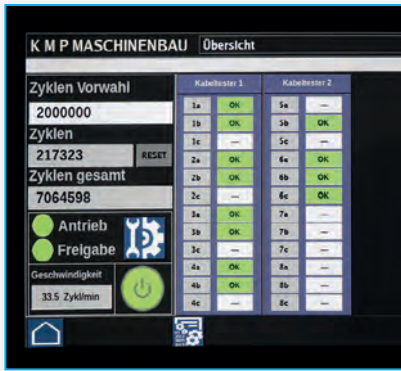 K M P MASCHINENBAU Übersicht
Zyklen Vorwahl
2000000
Zyklen
217323 RESET
Zyklen gesamt
7064598
Antrieb
Freigabe
Geschwindigkeit
33.5 Zykl/min
Kabeltester 1
1a OK
1b OK
1c —
2a OK
2b OK
2c —
3a OK
3b OK
3c —
4a OK
4b OK
4c —
Kabeltester 2
5a —
5b OK
5c —
6a OK
6b OK
6c OK
7a —
7b —
7c —
8a —
8b —
8c —